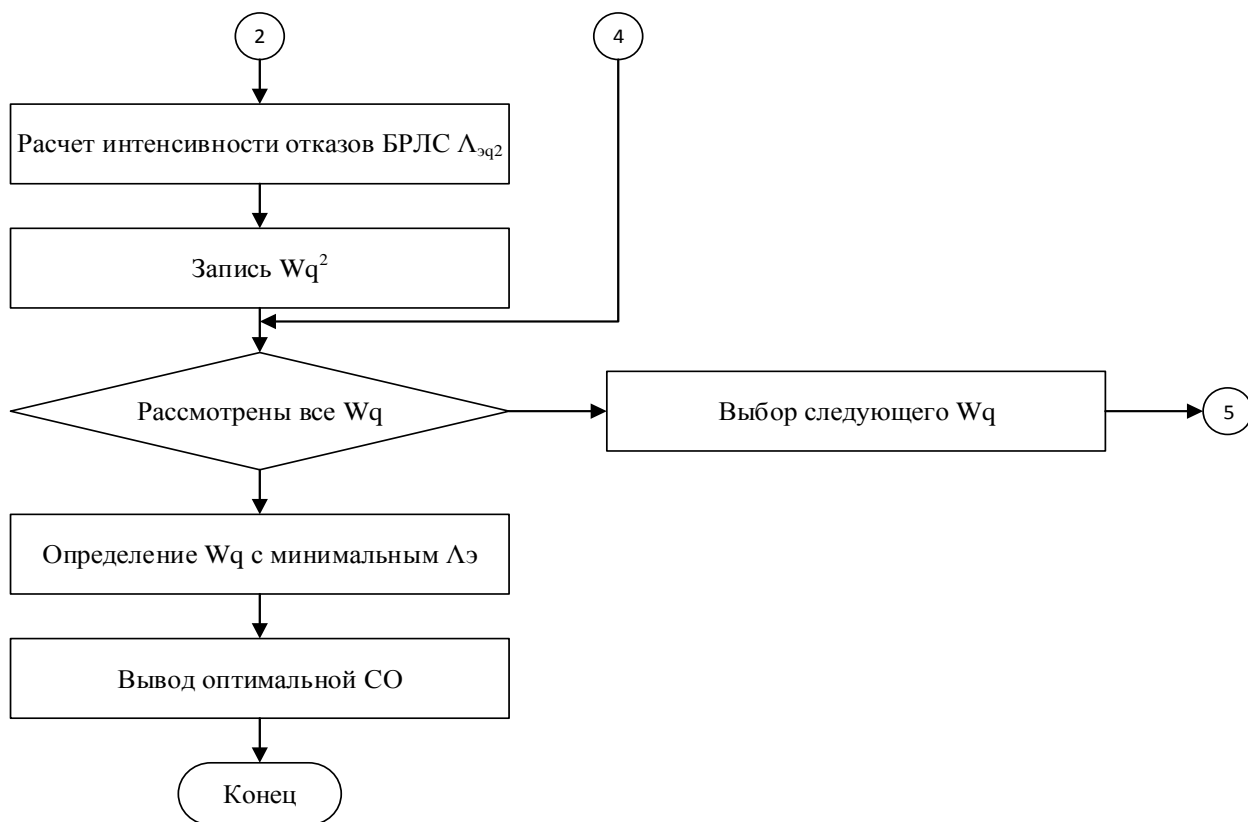 2
4
Расчет интенсивности отказов БРЛС Λэq2
Запись Wq²
Рассмотрены все Wq
Выбор следующего Wq
5
Определение Wq с минимальным Λэ
Вывод оптимальной СО
Конец